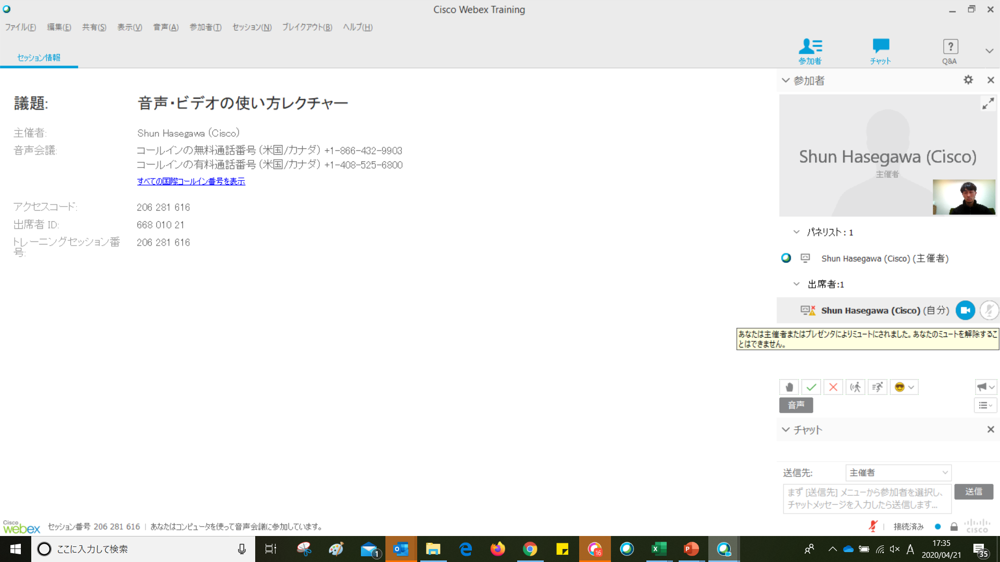 Cisco Webex Training
ファイル(F) 編集(E) 共有(S) 表示(V) 音声(A) 参加者(T) セッション(N) ブレイクアウト(B) ヘルプ(H)
参加者 チャット ? Q&A
セッション情報
参加者
議題: 音声・ビデオの使い方レクチャー
主催者: Shun Hasegawa (Cisco)
音声会議: コールインの無料通話番号 (米国/カナダ) +1-866-432-9903
コールインの有料通話番号 (米国/カナダ) +1-408-525-6800
すべての国際コールイン番号を表示
アクセスコード: 206 281 616
出席者 ID: 668 010 21
トレーニングセッション番 206 281 616
号:
Shun Hasegawa (Cisco)
主催者
パネリスト: 1
Shun Hasegawa (Cisco) (主催者)
出席者:1
Shun Hasegawa (Cisco) (自分)
あなたは主催者またはプレゼンタによりミュートにされました。あなたのミュートを解除するこ
とはできません。
音声
チャット
送信先: 主催者
まず [送信先] メニューから参加者を選択し、
チャットメッセージを入力したら送信します...
送信
Cisco
webex セッション番号 206 281 616 | あなたはコンピュータを使って音声会議に参加しています。
接続済み
cisco
ここに入力して検索
1
16
A
17:35
2020/04/21
35